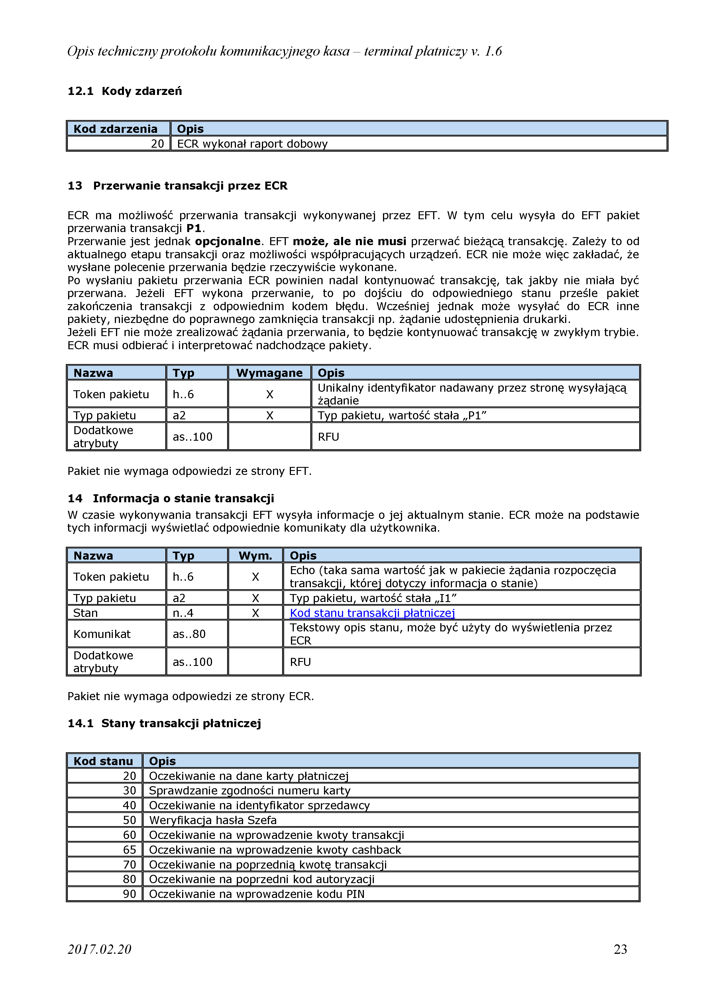 Opis techniczny protokołu komunikacyjnego kasa – terminal płatniczy v. 1.6
12.1 Kody zdarzeń
Kod zdarzenia Opis
20 ECR wykonał raport dobowy
13 Przerwanie transakcji przez ECR
ECR ma możliwość przerwania transakcji wykonywanej przez EFT. W tym celu wysyła do EFT pakiet
przerwania transakcji P1.
Przerwanie jest jednak opcjonalne. EFT może, ale nie musi przerwać bieżącą transakcję. Zależy to od
aktualnego etapu transakcji oraz możliwości współpracujących urządzeń. ECR nie może więc zakładać, że
wysłane polecenie przerwania będzie rzeczywiście wykonane.
Po wysłaniu pakietu przerwania ECR powinien nadal kontynuować transakcję, tak jakby nie miała być
przerwana. Jeżeli EFT wykona przerwanie, to po dojściu do odpowiedniego stanu prześle pakiet
zakończenia transakcji z odpowiednim kodem błędu. Wcześniej jednak może wysyłać do ECR inne
pakiety, niezbędne do poprawnego zamknięcia transakcji np. żądanie udostępnienia drukarki.
Jeżeli EFT nie może zrealizować żądania przerwania, to będzie kontynuować transakcję w zwykłym trybie.
ECR musi odbierać i interpretować nadchodzące pakiety.
Nazwa Typ Wymagane Opis
Token pakietu h..6 X Unikalny identyfikator nadawany przez stronę wysyłającą
żądanie
Typ pakietu a2 X Typ pakietu, wartość stała „P1”
Dodatkowe
atrybuty as..100 RFU
Pakiet nie wymaga odpowiedzi ze strony EFT.
14 Informacja o stanie transakcji
W czasie wykonywania transakcji EFT wysyła informacje o jej aktualnym stanie. ECR może na podstawie
tych informacji wyświetlać odpowiednie komunikaty dla użytkownika.
Nazwa Typ Wym. Opis
Token pakietu h..6 X Echo (taka sama wartość jak w pakiecie żądania rozpoczęcia
transakcji, której dotyczy informacja o stanie)
Typ pakietu a2 X Typ pakietu, wartość stała „I1”
Stan n..4 X Kod stanu transakcji płatniczej
Komunikat as..80 Tekstowy opis stanu, może być użyty do wyświetlenia przez
ECR
Dodatkowe
atrybuty as..100 RFU
Pakiet nie wymaga odpowiedzi ze strony ECR.
14.1 Stany transakcji płatniczej
Kod stanu Opis
20 Oczekiwanie na dane karty płatniczej
30 Sprawdzanie zgodności numeru karty
40 Oczekiwanie na identyfikator sprzedawcy
50 Weryfikacja hasła Szefa
60 Oczekiwanie na wprowadzenie kwoty transakcji
65 Oczekiwanie na wprowadzenie kwoty cashback
70 Oczekiwanie na poprzednią kwotę transakcji
80 Oczekiwanie na poprzedni kod autoryzacji
90 Oczekiwanie na wprowadzenie kodu PIN
2017.02.20 23